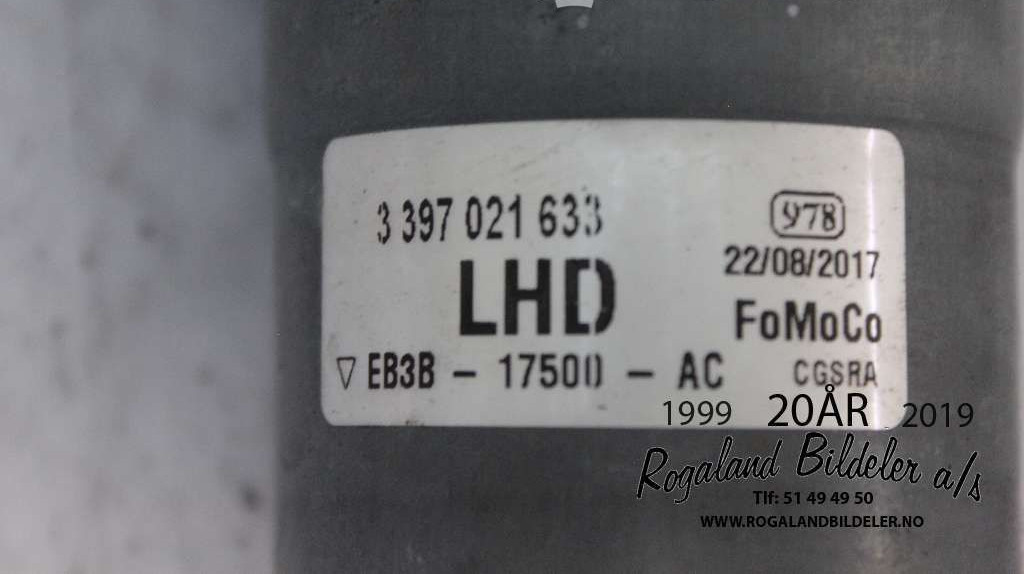 3 397 021 633
978
22/08/2017
LHD
FoMoCo
▽ EB3B - 17500 - AC
CGSRA
1999 20ÅR 2019
Rogaland Bildeler a/s
Tlf: 51 49 49 50
WWW.ROGALANDBILDELER.NO